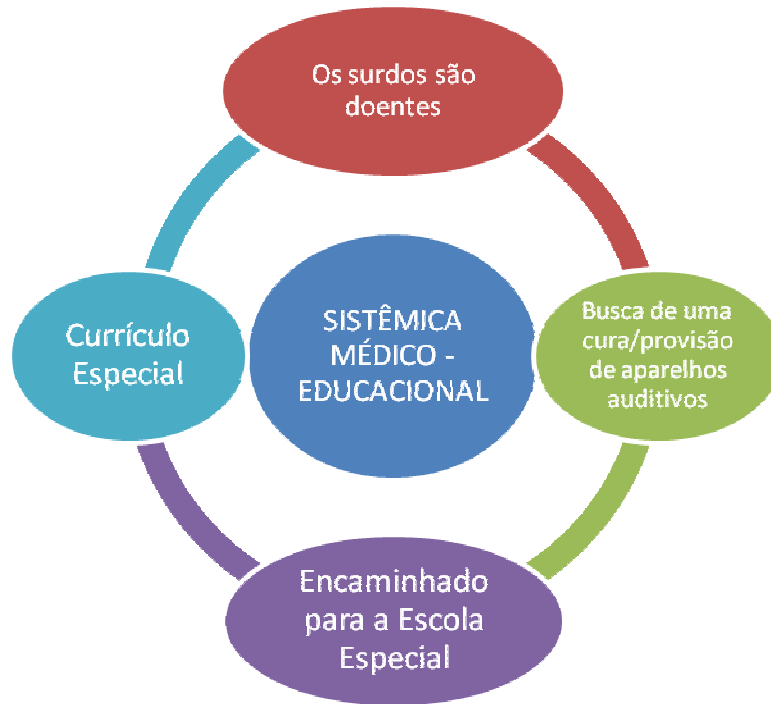 Os surdos são
doentes
Currículo
Especial
SISTÊMICA
MÉDICO -
EDUCACIONAL
Busca de uma
cura/provisão
de aparelhos
auditivos
Encaminhado
para a Escola
Especial